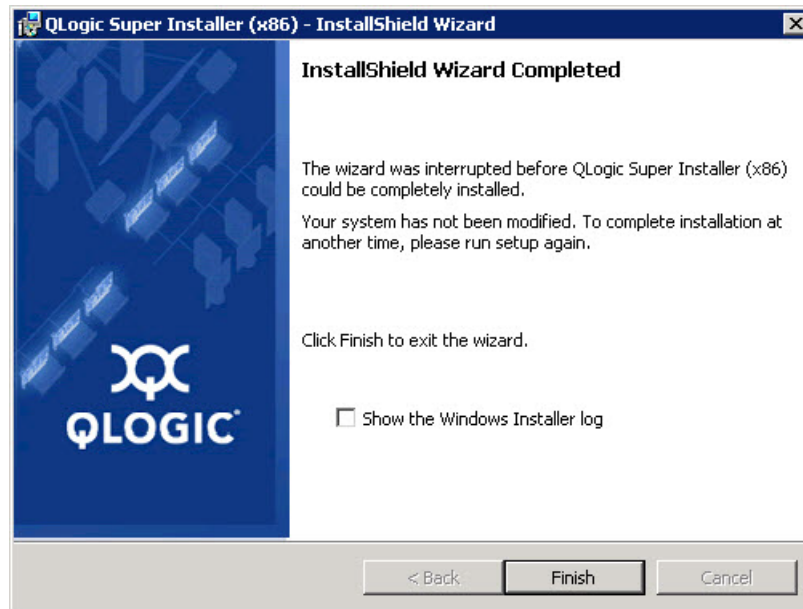 QLogic Super Installer (x86) - InstallShield Wizard
InstallShield Wizard Completed
The wizard was interrupted before QLogic Super Installer (x86)
could be completely installed.
Your system has not been modified. To complete installation at
another time, please run setup again.
Click Finish to exit the wizard.
QLOGIC
Show the Windows Installer log
< Back
Finish
Cancel